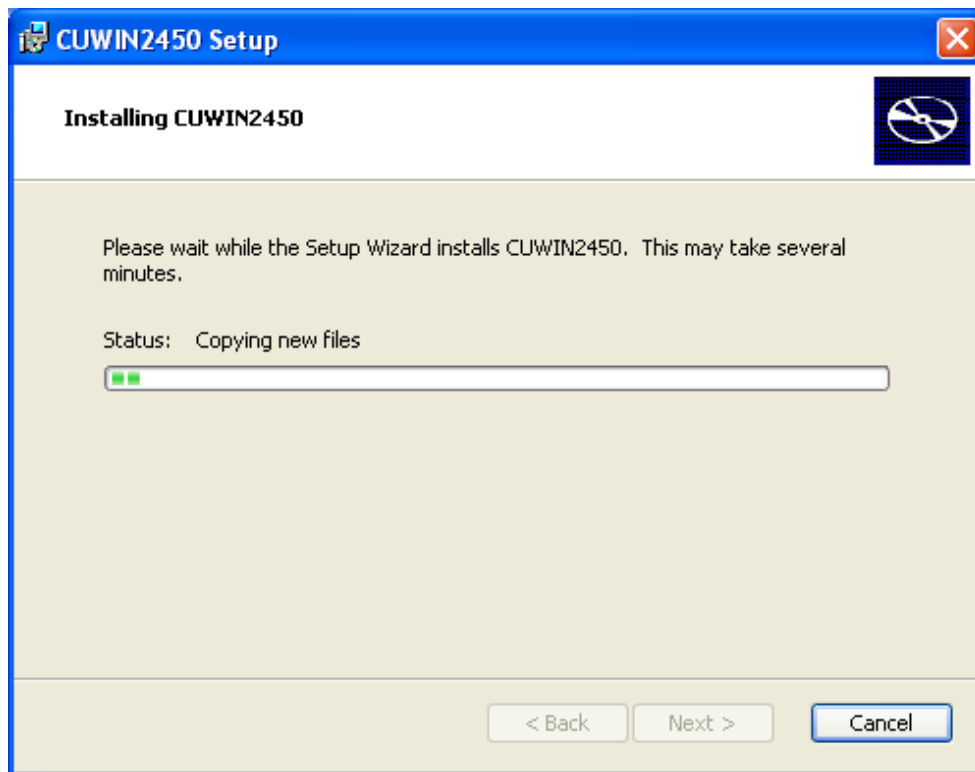 CUWIN2450 Setup
Installing CUWIN2450
Please wait while the Setup Wizard installs CUWIN2450.  This may take several
minutes.
Status: Copying new files
< Back Next > Cancel